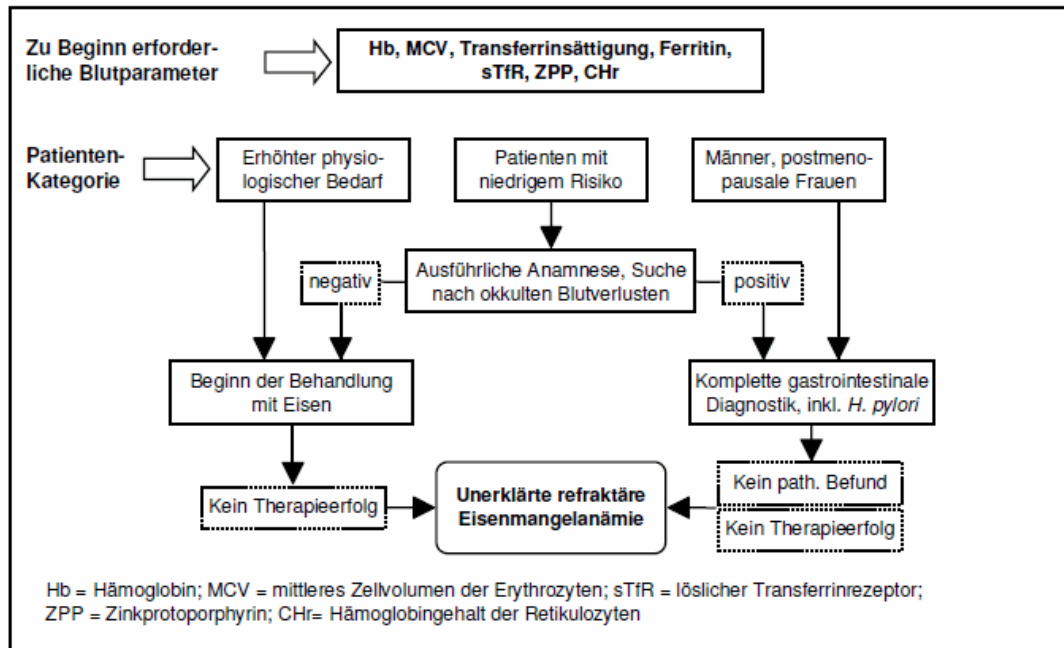 Zu Beginn erforder-
liche Blutparameter
Hb, MCV, Transferrinsättigung, Ferritin,
sTfR, ZPP, CHr
Patienten-
Kategorie
Erhöhter physio-
logischer Bedarf
Patienten mit
niedrigem Risiko
Männer, postmeno-
pausale Frauen
negativ
Ausführliche Anamnese, Suche
nach okkulten Blutverlusten
positiv
Beginn der Behandlung
mit Eisen
Komplette gastrointestinale
Diagnostik, inkl. H. pylori
Kein Therapieerfolg
Unerklärte refraktäre
Eisenmangelanämie
Kein path. Befund
Kein Therapieerfolg
Hb = Hämoglobin; MCV = mittleres Zellvolumen der Erythrozyten; sTfR = löslicher Transferrinrezeptor;
ZPP = Zinkprotoporphyrin; CHr= Hämoglobingehalt der Retikulozyten